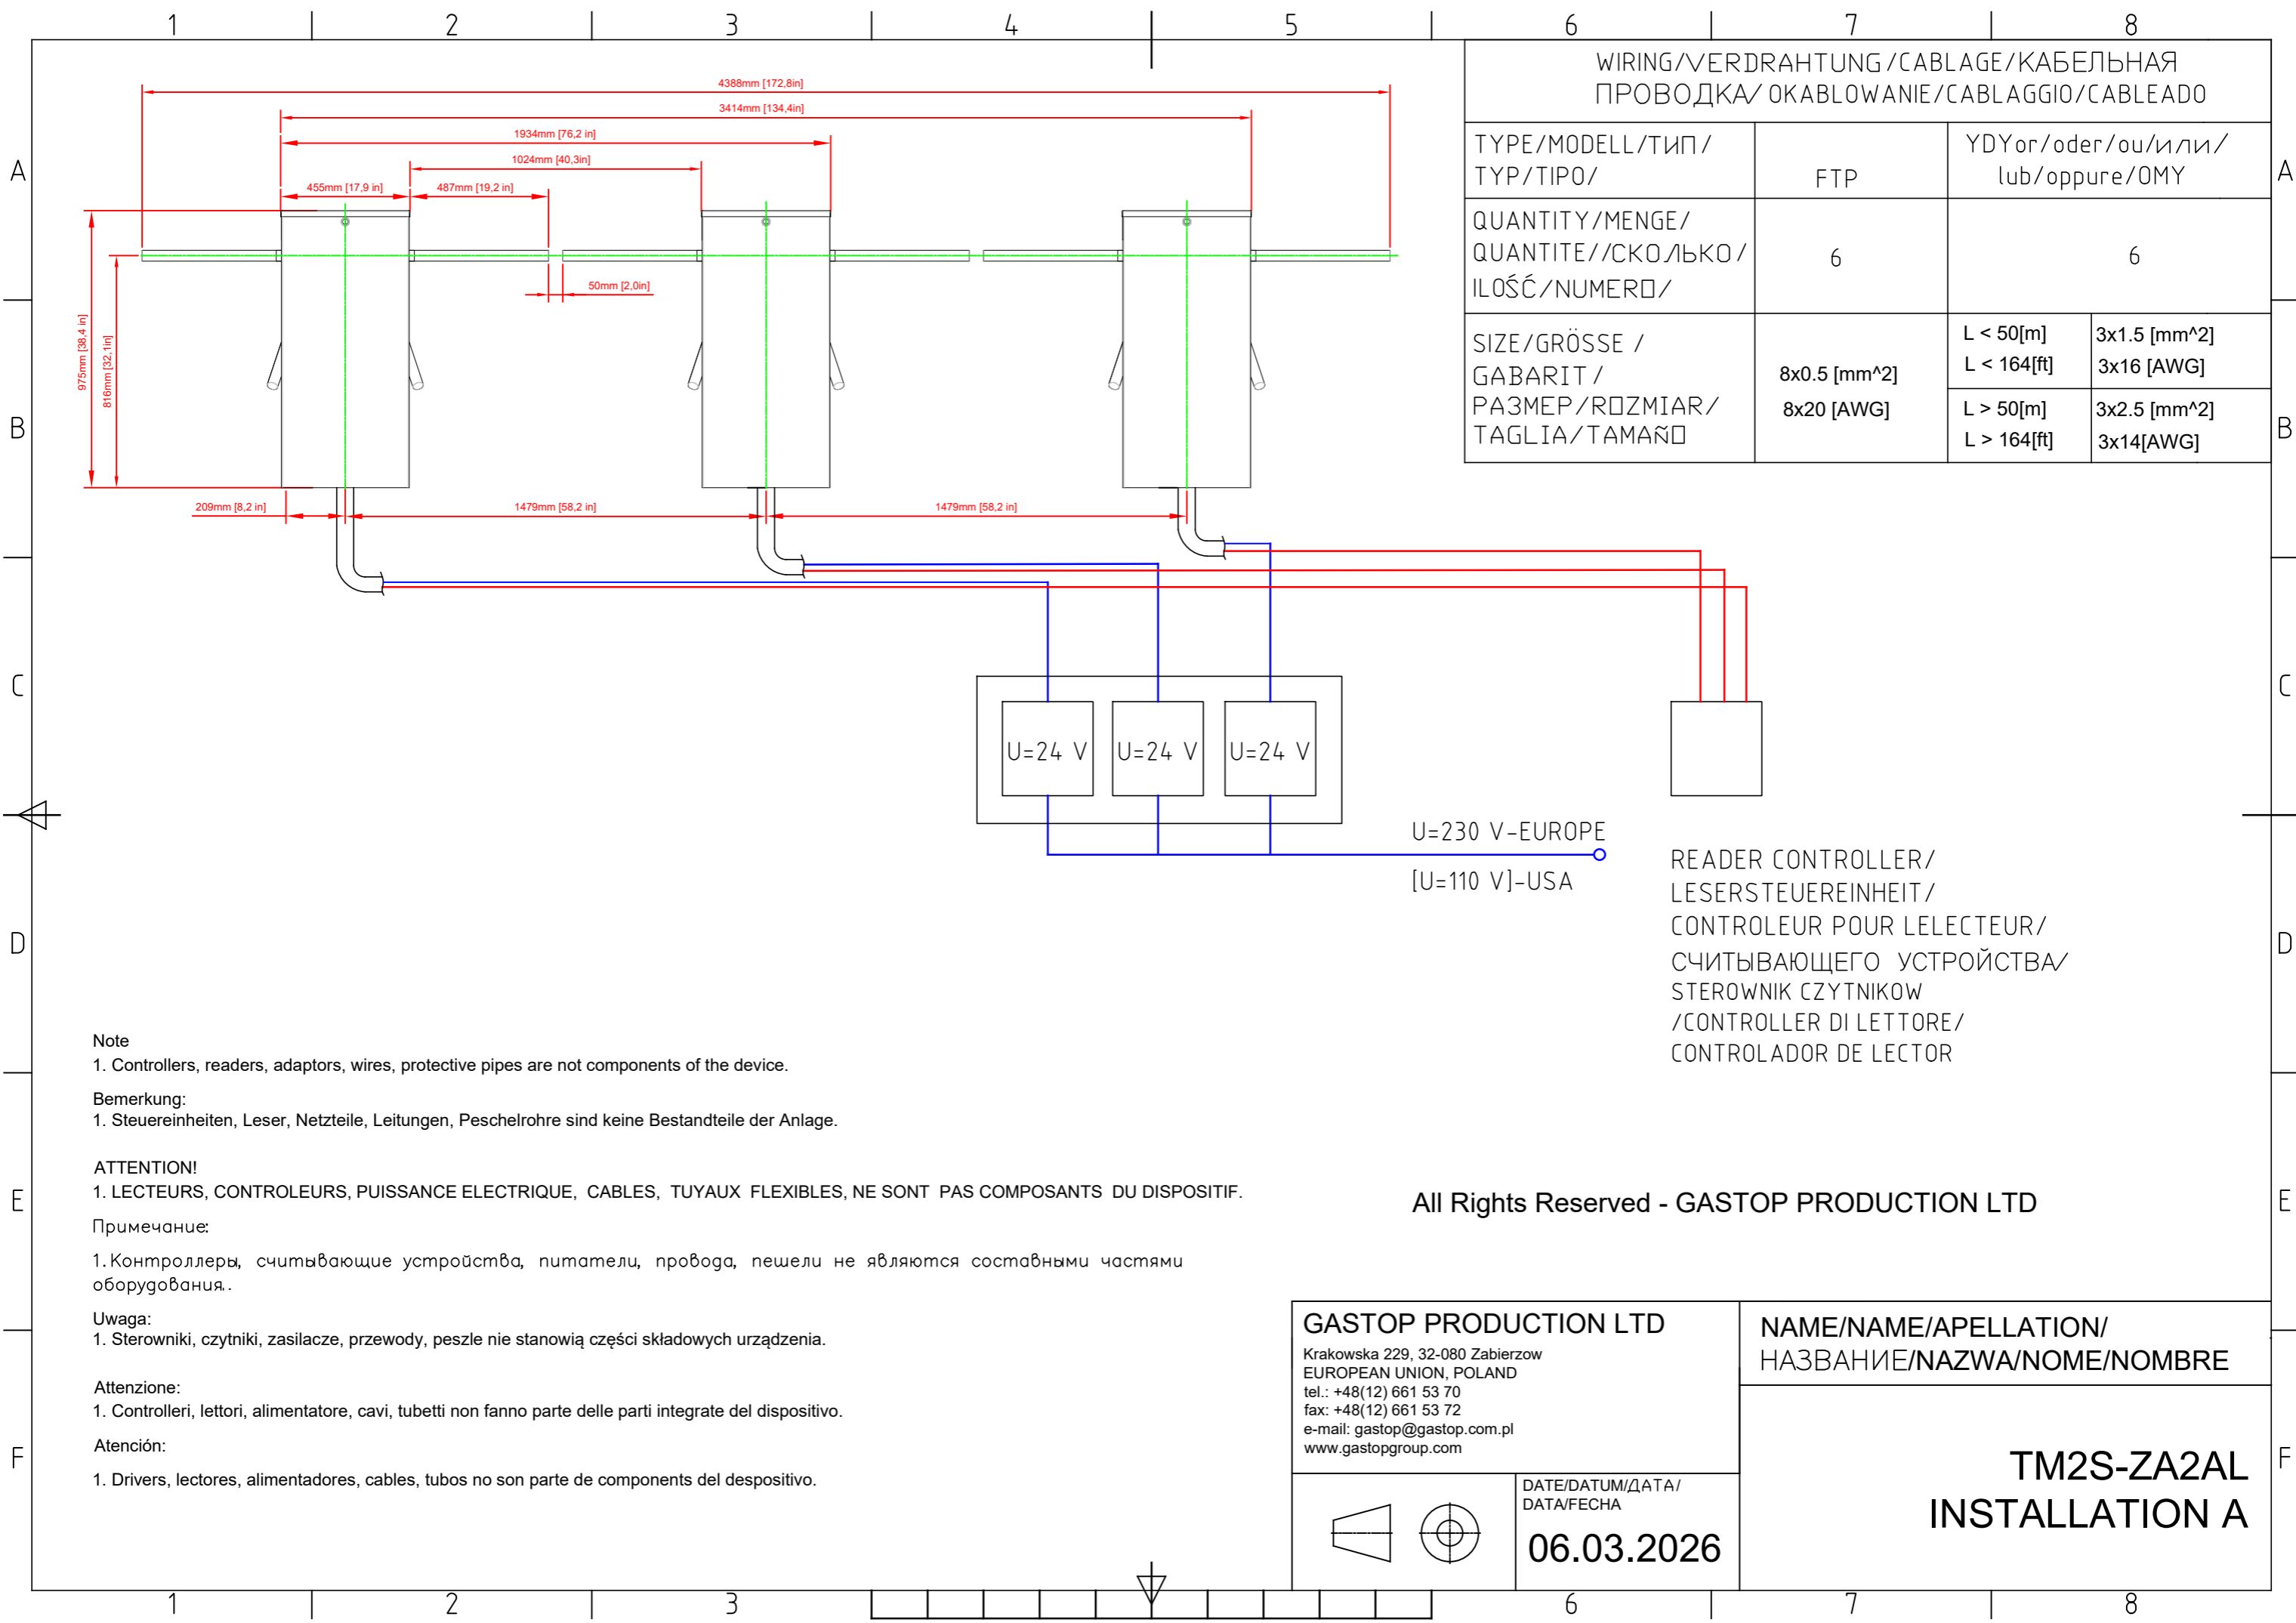 1 2 3 4 5 6 7 8
A
B
C
D
E
F
4388mm [172,8in]
3414mm [134,4in]
1934mm [76,2 in]
1024mm [40,3in]
455mm [17,9 in]
487mm [19,2 in]
50mm [2,0in]
975mm [38,4 in]
816mm [32,1in]
209mm [8,2 in]
1479mm [58,2 in]
1479mm [58,2 in]
WIRING/VERDRAHTUNG/CABLAGE/КАБЕЛЬНАЯ
ПРОВОДКА/OKABLOWANIE/CABLAGGIO/CABLEADO
TYPE/MODELL/ТИП/
TYP/TIPO/
FTP
YDYor/oder/ou/или/
lub/oppure/OMY
QUANTITY/MENGE/
QUANTITE//СКОЛЬКО/
ILOŚĆ/NUMERO/
6
6
SIZE/GRÖSSE /
GABARIT /
РАЗМЕР/ROZMIAR/
TAGLIA/TAMAÑO
8x0.5 [mm^2]
8x20 [AWG]
L < 50[m]
L < 164[ft]
3x1.5 [mm^2]
3x16 [AWG]
L > 50[m]
L > 164[ft]
3x2.5 [mm^2]
3x14[AWG]
A
B
C
D
E
F
U=24 V
U=24 V
U=24 V
U=230 V-EUROPE
[U=110 V]-USA
READER CONTROLLER/
LESERSTEUEREINHEIT/
CONTROLEUR POUR LELECTEUR/
СЧИТЫВАЮЩЕГО УСТРОЙСТВА/
STEROWNIK CZYTNIKOW
/CONTROLLER DI LETTORE/
CONTROLADOR DE LECTOR
Note
1. Controllers, readers, adaptors, wires, protective pipes are not components of the device.
Bemerkung:
1. Steuereinheiten, Leser, Netzteile, Leitungen, Peschelrohre sind keine Bestandteile der Anlage.
ATTENTION!
1. LECTEURS, CONTROLEURS, PUISSANCE ELECTRIQUE, CABLES, TUYAUX FLEXIBLES, NE SONT PAS COMPOSANTS DU DISPOSITIF.
Примечание:
1.Контроллеры, считывающие устройства, питатели, провода, пешели не являются составными частями
оборудования..
Uwaga:
1. Sterowniki, czytniki, zasilacze, przewody, peszle nie stanowią części składowych urządzenia.
Attenzione:
1. Controlleri, lettori, alimentatore, cavi, tubetti non fanno parte delle parti integrate del dispositivo.
Atención:
1. Drivers, lectores, alimentadores, cables, tubos no son parte de components del despositivo.
All Rights Reserved - GASTOP PRODUCTION LTD
GASTOP PRODUCTION LTD
Krakowska 229, 32-080 Zabierzow
EUROPEAN UNION, POLAND
tel.: +48(12) 661 53 70
fax: +48(12) 661 53 72
e-mail: gastop@gastop.com.pl
www.gastopgroup.com
DATE/DATUM/ДАТА/
DATA/FECHA
06.03.2026
NAME/NAME/APELLATION/
НАЗВАНИЕ/NAZWA/NOME/NOMBRE
TM2S-ZA2AL
INSTALLATION A
1 2 3 6 7 8